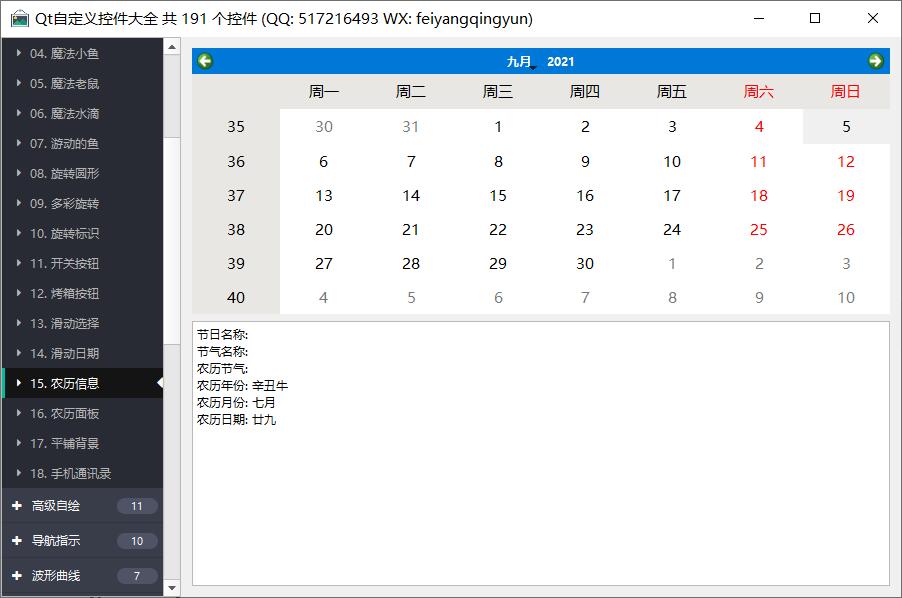 Qt自定义控件大全 共 191 个控件 (QQ: 517216493 WX: feiyangqingyun)
04. 魔法小鱼
05. 魔法老鼠
06. 魔法水滴
07. 游动的鱼
08. 旋转圆形
09. 多彩旋转
10. 旋转标识
11. 开关按钮
12. 烤箱按钮
13. 滑动选择
14. 滑动日期
15. 农历信息
16. 农历面板
17. 平铺背景
18. 手机通讯录
高级自绘 11
导航指示 10
波形曲线 7
九月 2021
周一 周二 周三 周四 周五 周六 周日
35 30 31 1 2 3 4 5
36 6 7 8 9 10 11 12
37 13 14 15 16 17 18 19
38 20 21 22 23 24 25 26
39 27 28 29 30 1 2 3
40 4 5 6 7 8 9 10
节日名称:
节气名称:
农历节气:
农历年份: 辛丑牛
农历月份: 七月
农历日期: 廿九